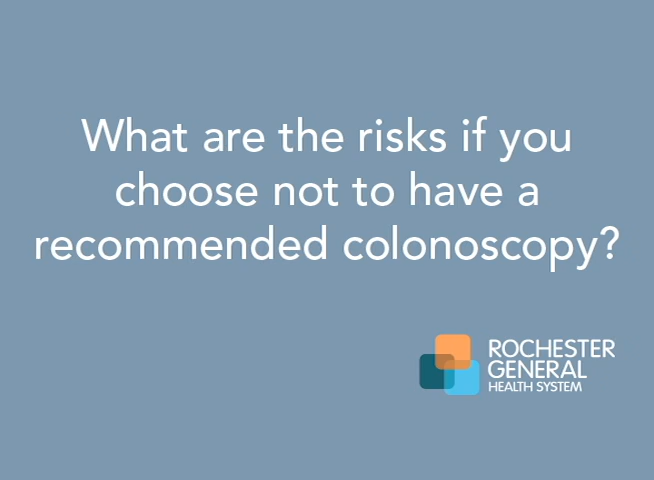 What are the risks if you
choose not to have a
recommended colonoscopy?
ROCHESTER
GENERAL
HEALTH SYSTEM